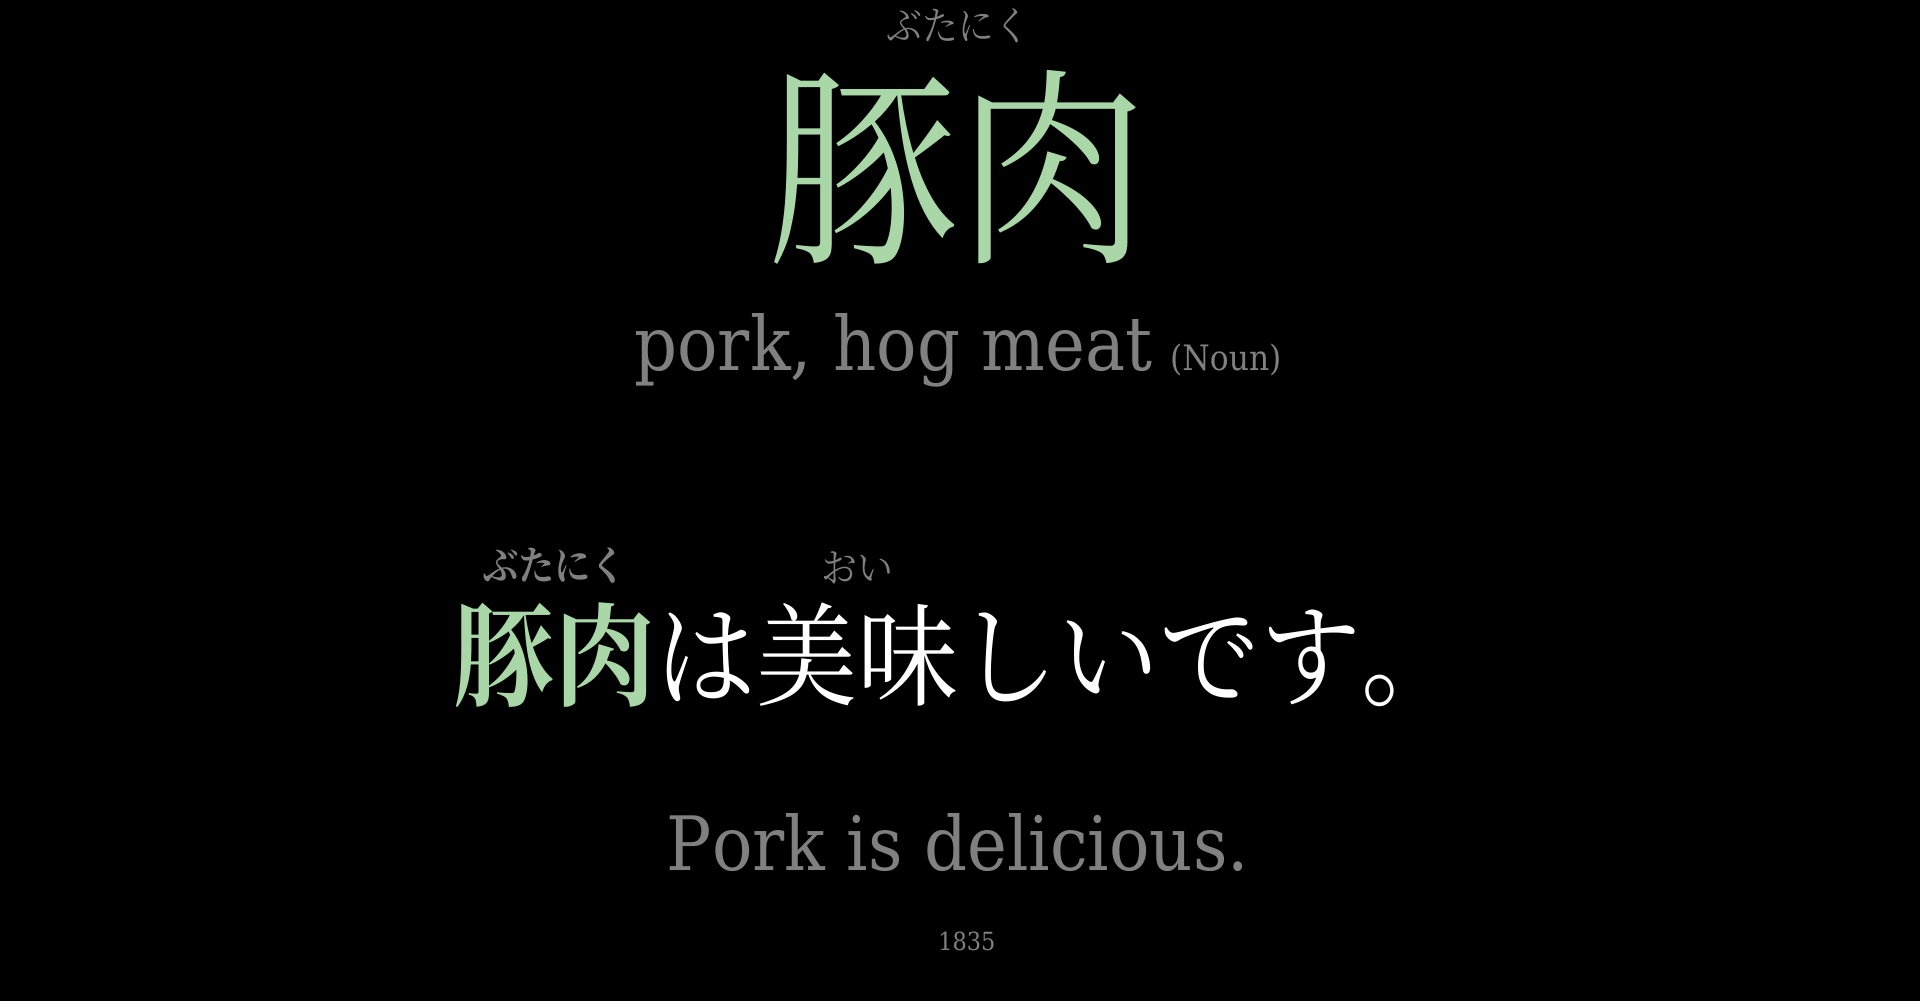 ぶたにく
豚肉
pork, hog meat (Noun)
ぶたにく おい
豚肉は美味しいです。
Pork is delicious.
1835